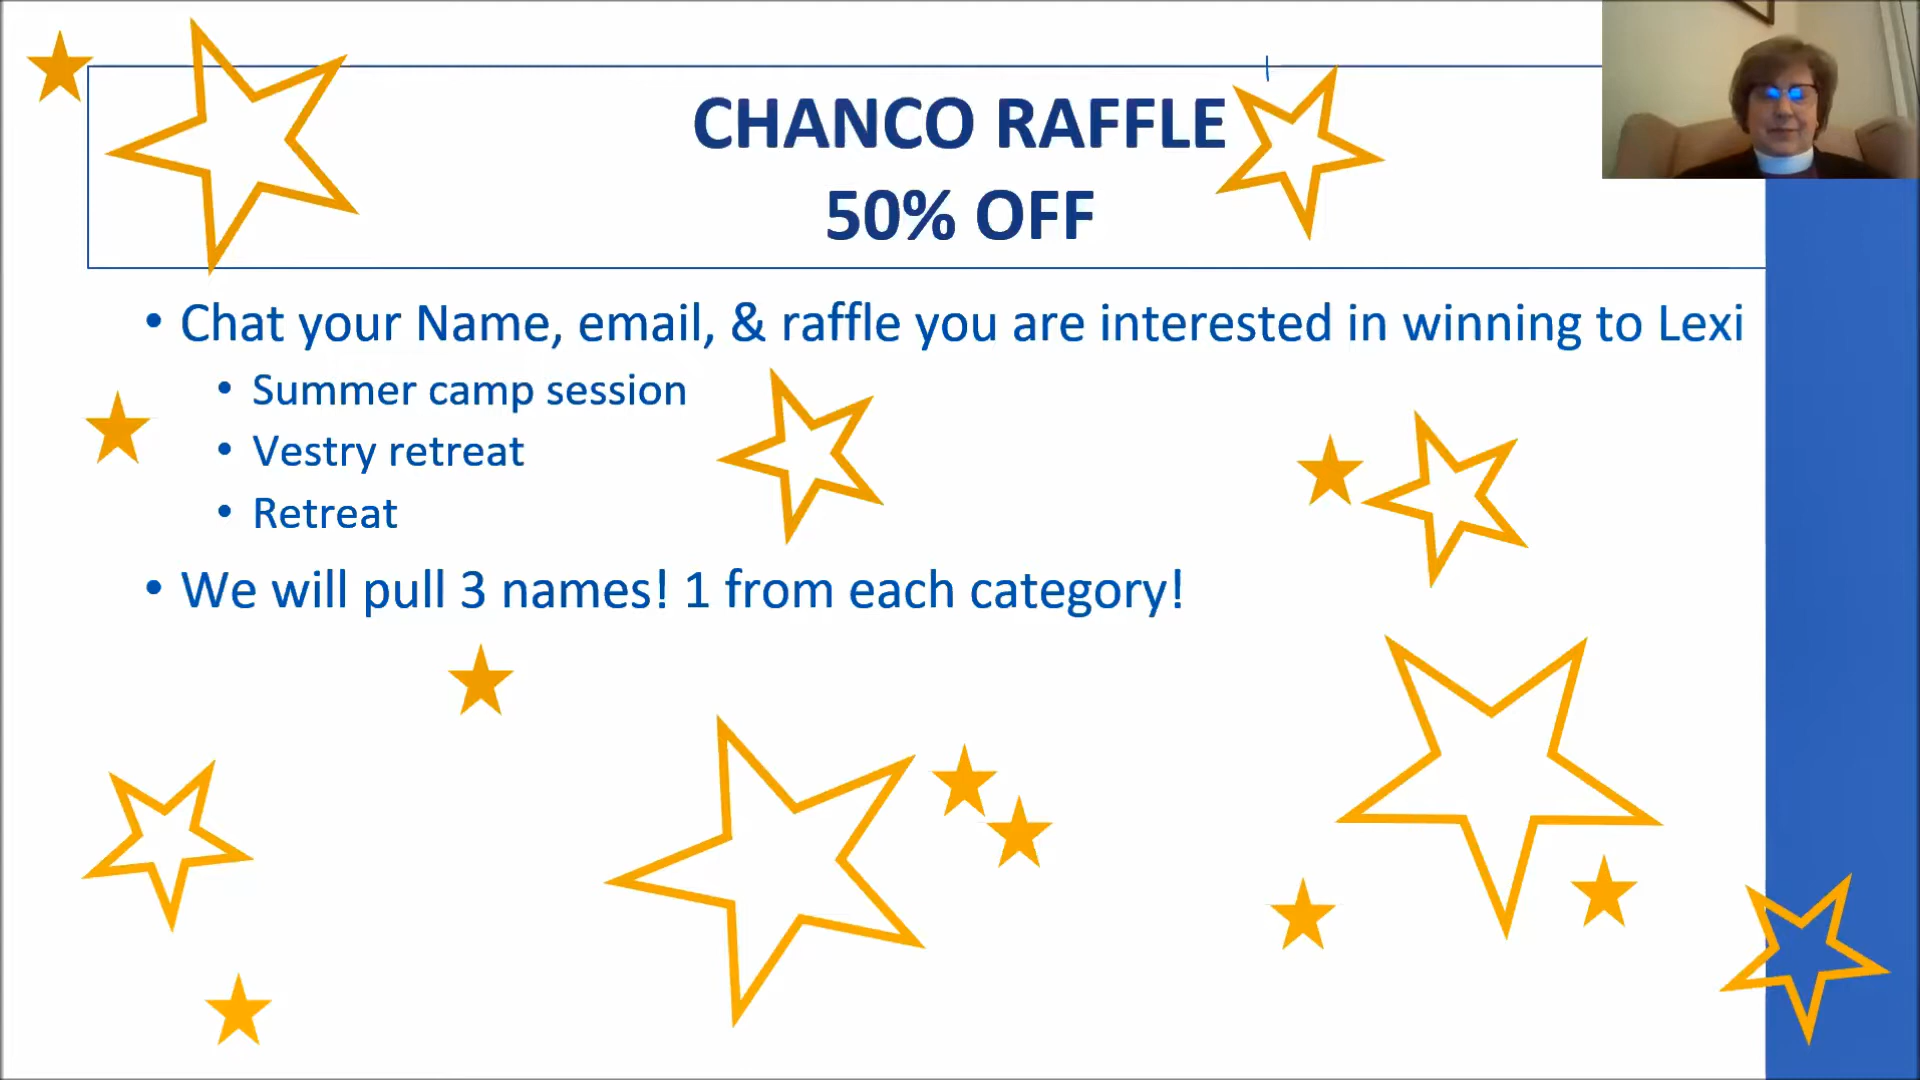 CHANCO RAFFLE
50% OFF
• Chat your Name, email, & raffle you are interested in winning to Lexi
• Summer camp session
• Vestry retreat
• Retreat
• We will pull 3 names! 1 from each category!